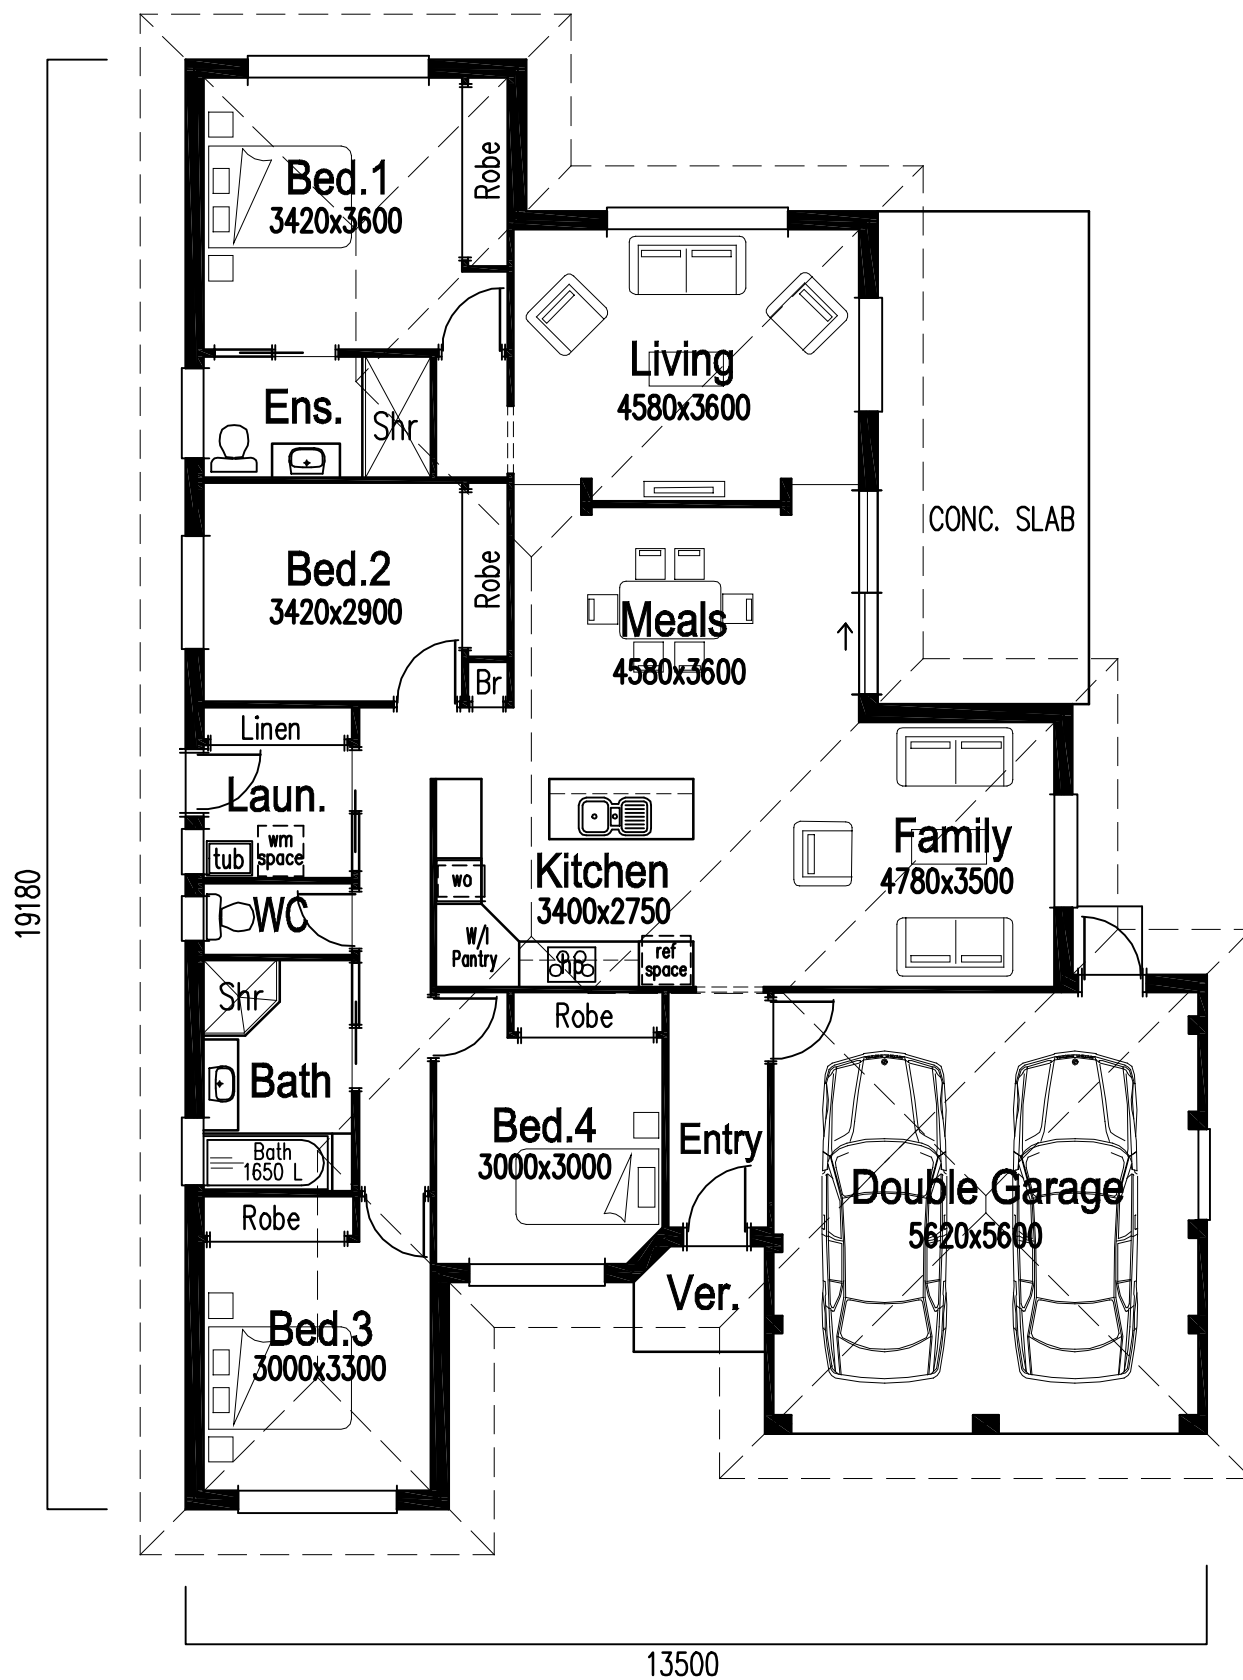 Bed.1
3420x3600
Robe
Living
4580x3600
Ens.
Shr
CONC. SLAB
Bed.2
3420x2900
Robe
Br
Meals
4580x3600
Linen
Laun.
tub
wm
space
Family
4780x3500
Kitchen
3400x2750
wo
W/I
Pantry
hp
ref
space
WC
19180
Shr
Bath
Robe
Bed.4
3000x3000
Entry
Double Garage
5620x5600
Bath
1650 L
Robe
Ver.
Bed.3
3000x3300
13500